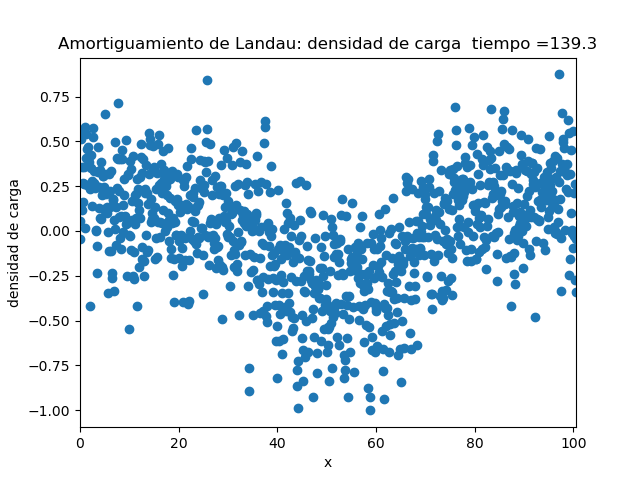 Amortiguamiento de Landau: densidad de carga  tiempo =139.3
densidad de carga
0.75
0.50
0.25
0.00
−0.25
−0.50
−0.75
−1.00
0 20 40 60 80 100
x